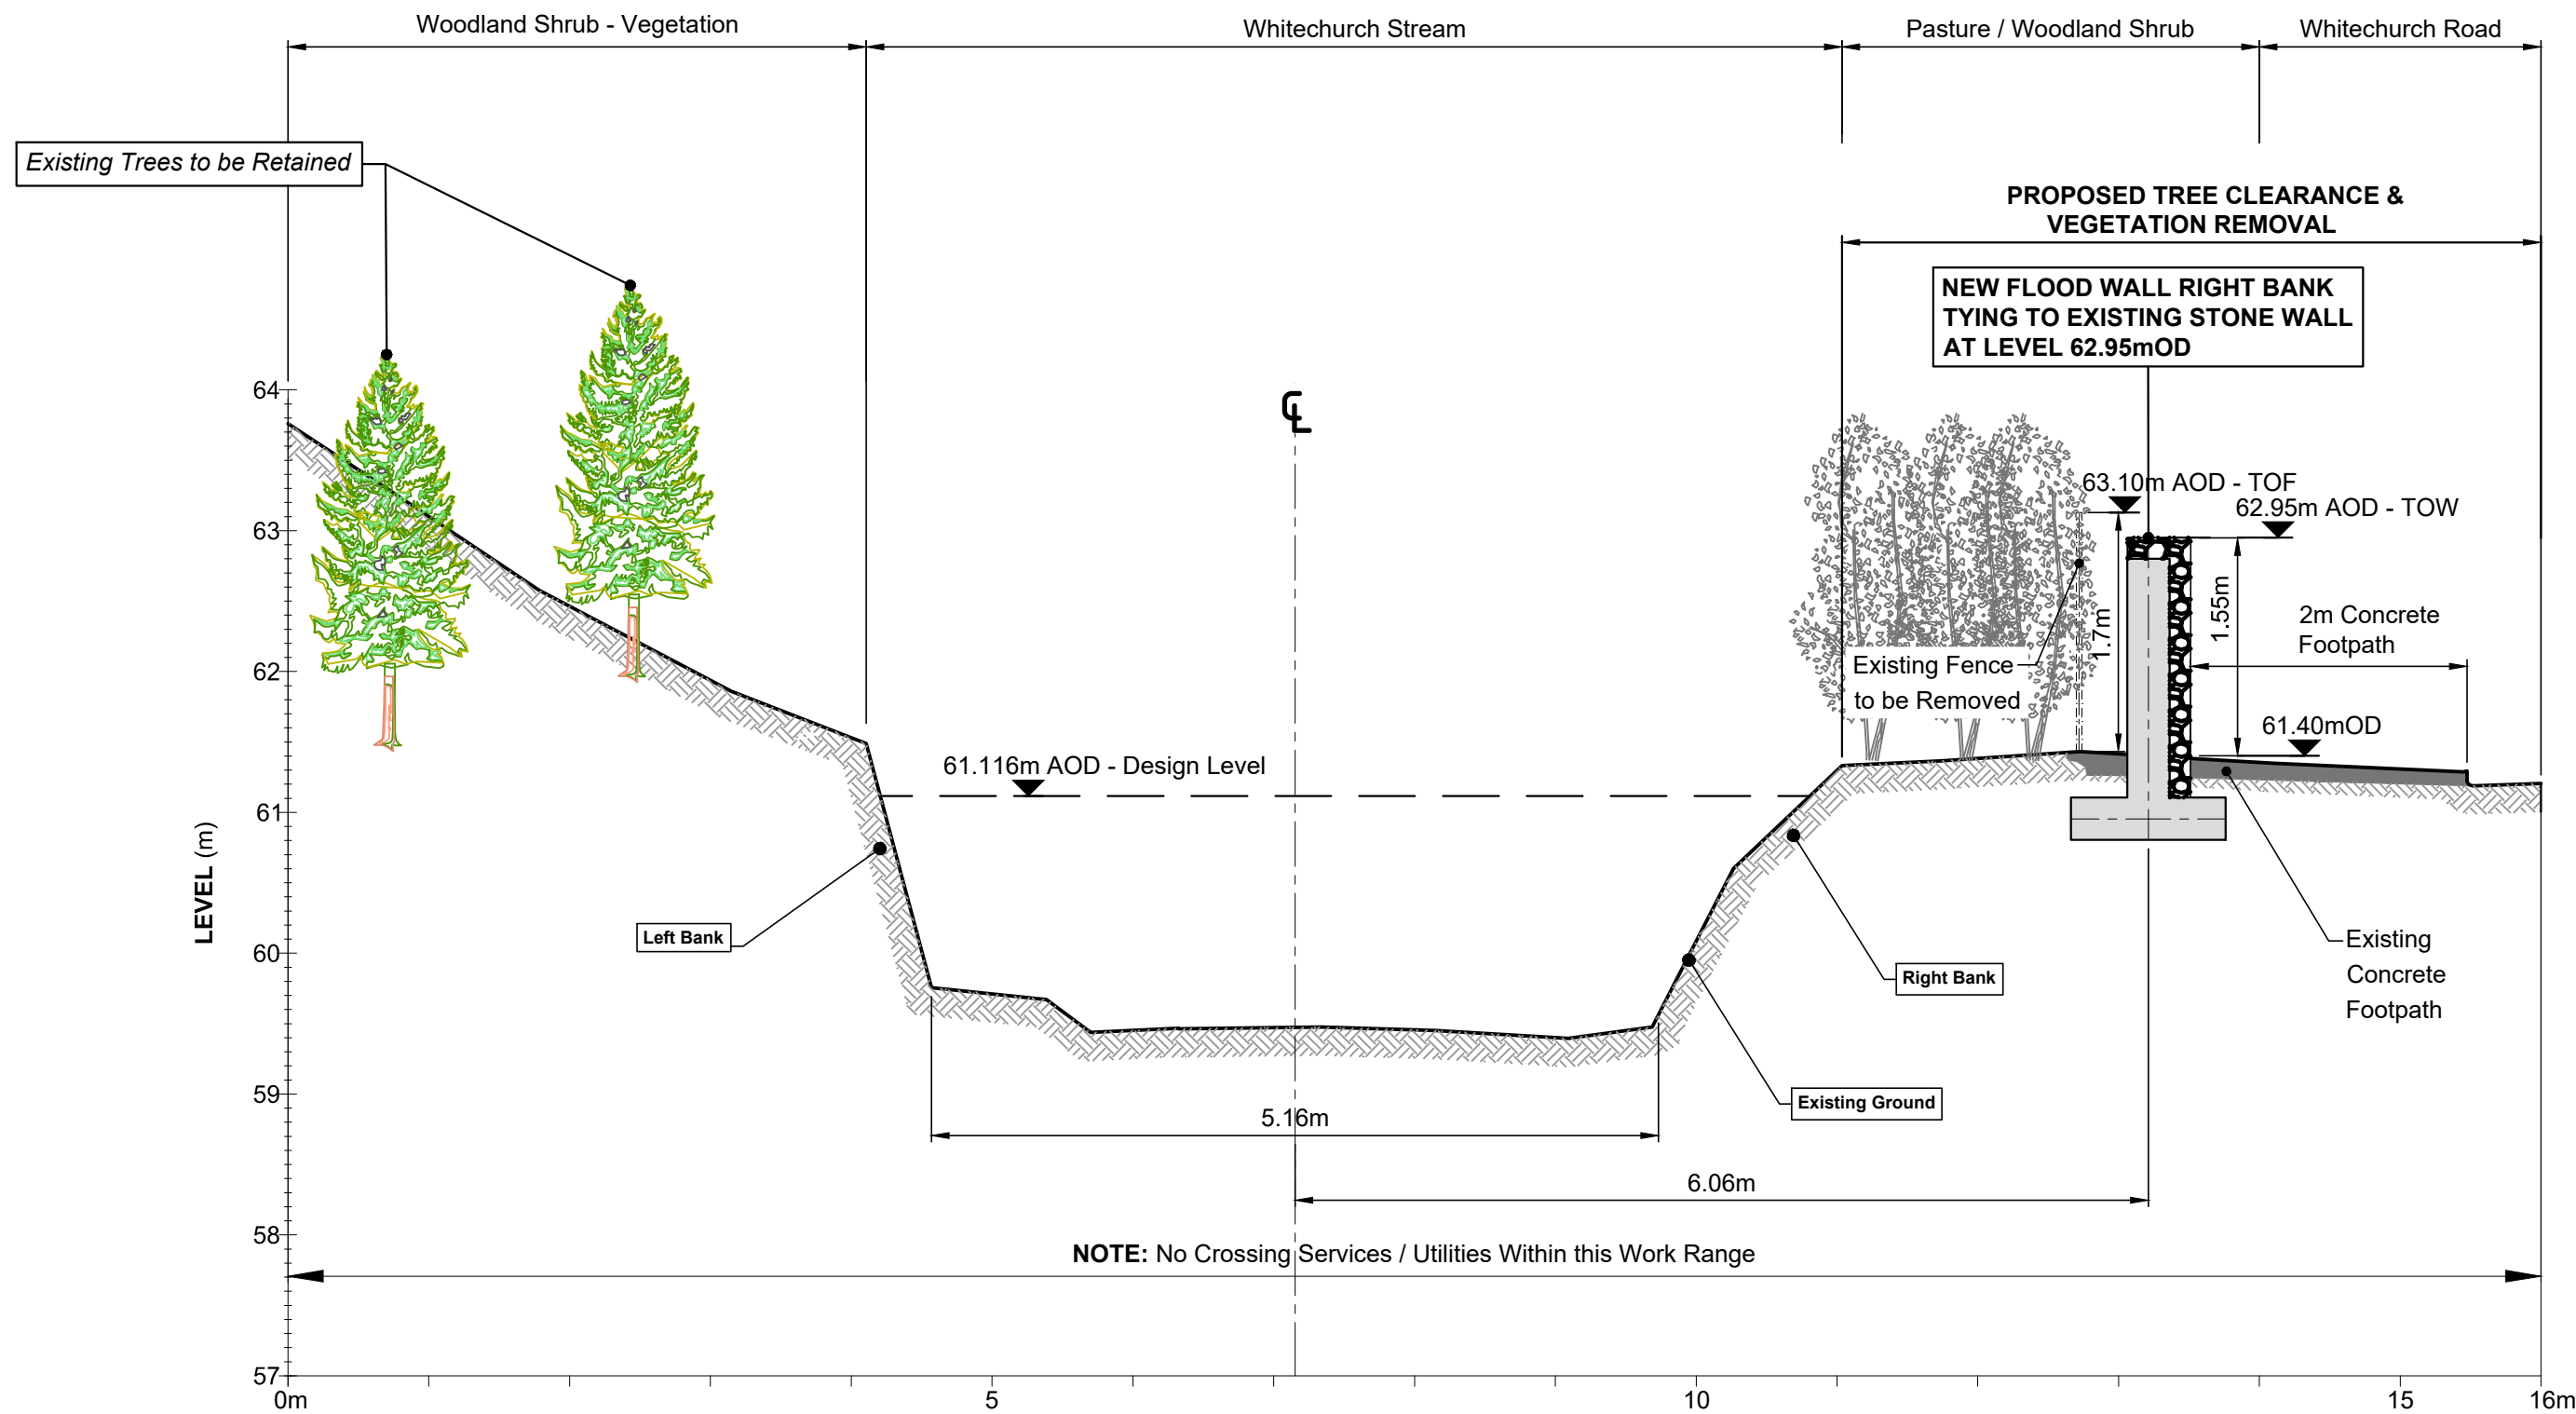 Woodland Shrub - Vegetation
Whitechurch Stream
Pasture / Woodland Shrub
Whitechurch Road
Existing Trees to be Retained
PROPOSED TREE CLEARANCE &
VEGETATION REMOVAL
NEW FLOOD WALL RIGHT BANK
TYING TO EXISTING STONE WALL
AT LEVEL 62.95mOD
CL
64
63
62
61
60
59
58
57
LEVEL (m)
63.10m AOD - TOF
62.95m AOD - TOW
1.7m
1.55m
2m Concrete
Footpath
Existing Fence
to be Removed
61.40mOD
61.116m AOD - Design Level
Left Bank
Right Bank
Existing
Concrete
Footpath
Existing Ground
5.16m
6.06m
NOTE: No Crossing Services / Utilities Within this Work Range
0m
5
10
15
16m